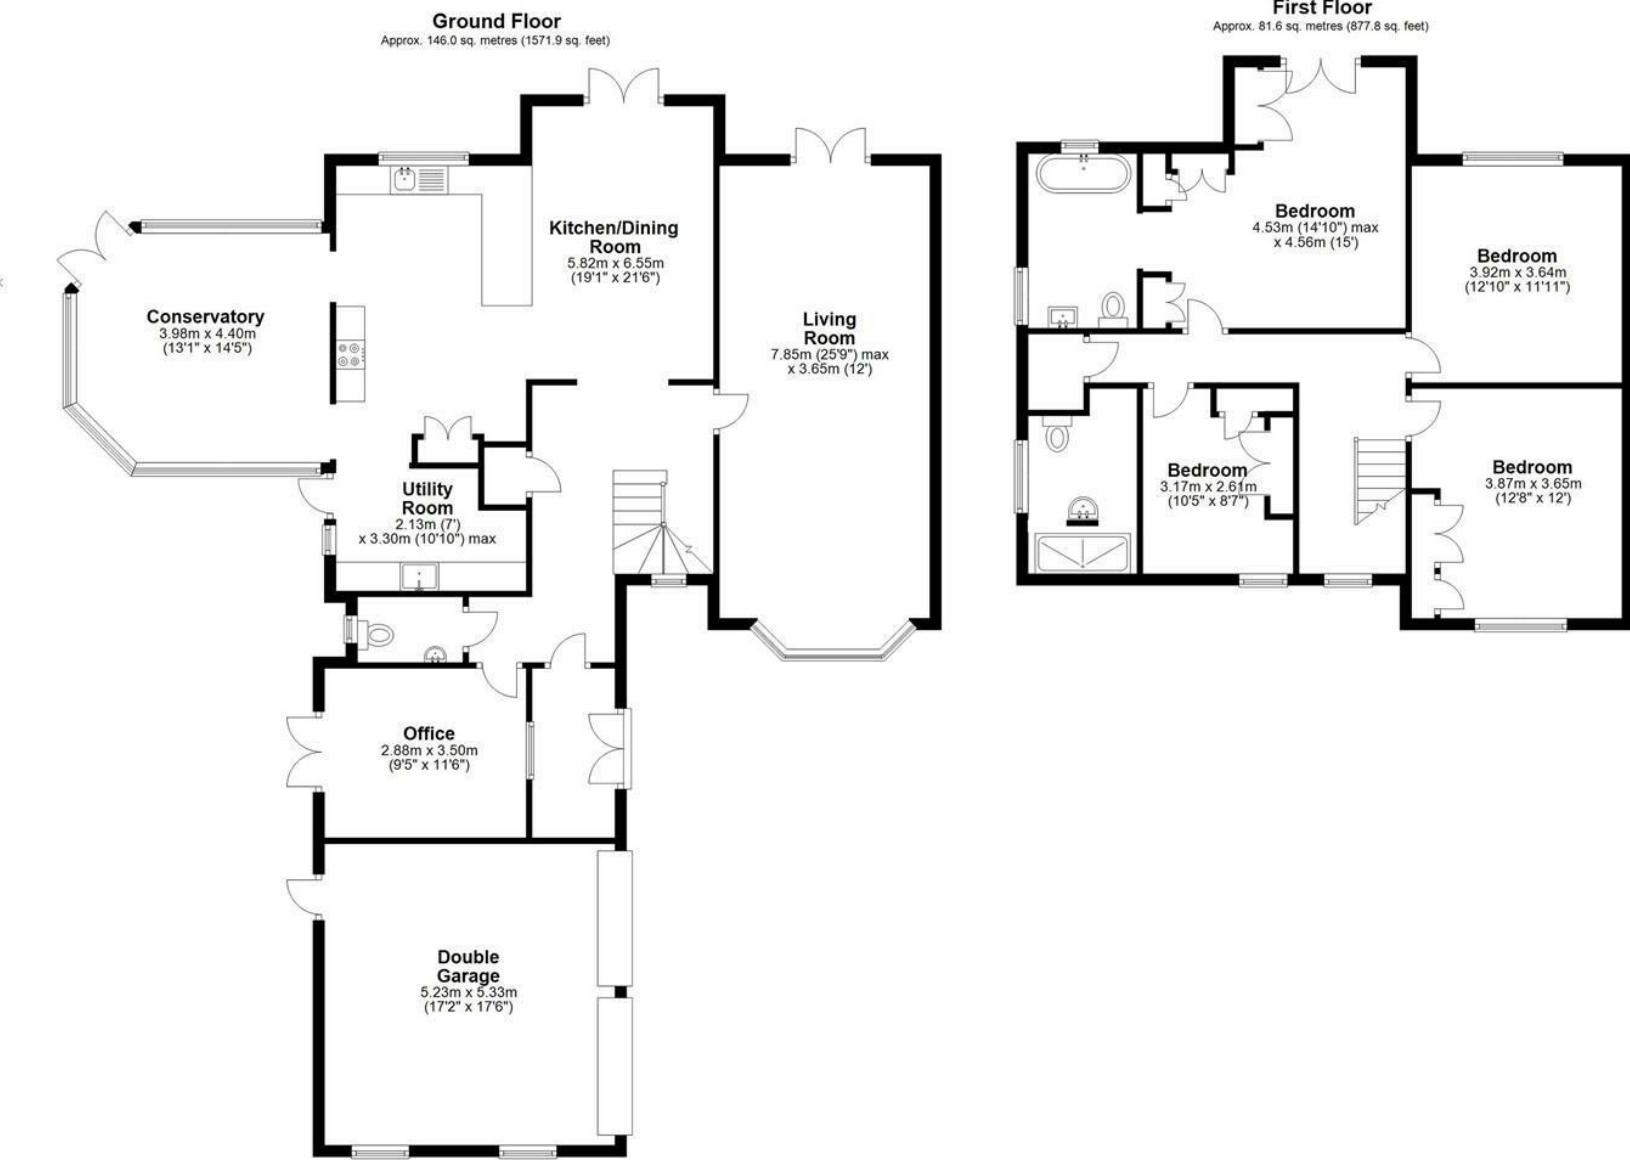 Ground Floor
Approx. 146.0 sq. metres (1571.9 sq. feet)
Kitchen/Dining
Room
5.82m x 6.55m
(19'1" x 21'6")
Conservatory
3.98m x 4.40m
(13'1" x 14'5")
Living
Room
7.85m (25'9") max
x 3.65m (12')
Utility
Room
2.13m (7')
x 3.30m (10'10") max
Office
2.88m x 3.50m
(9'5" x 11'6")
Double
Garage
5.23m x 5.33m
(17'2" x 17'6")
First Floor
Approx. 81.6 sq. metres (877.8 sq. feet)
Bedroom
4.53m (14'10") max
x 4.56m (15')
Bedroom
3.92m x 3.64m
(12'10" x 11'11")
Bedroom
3.17m x 2.61m
(10'5" x 8'7")
Bedroom
3.87m x 3.65m
(12'8" x 12')